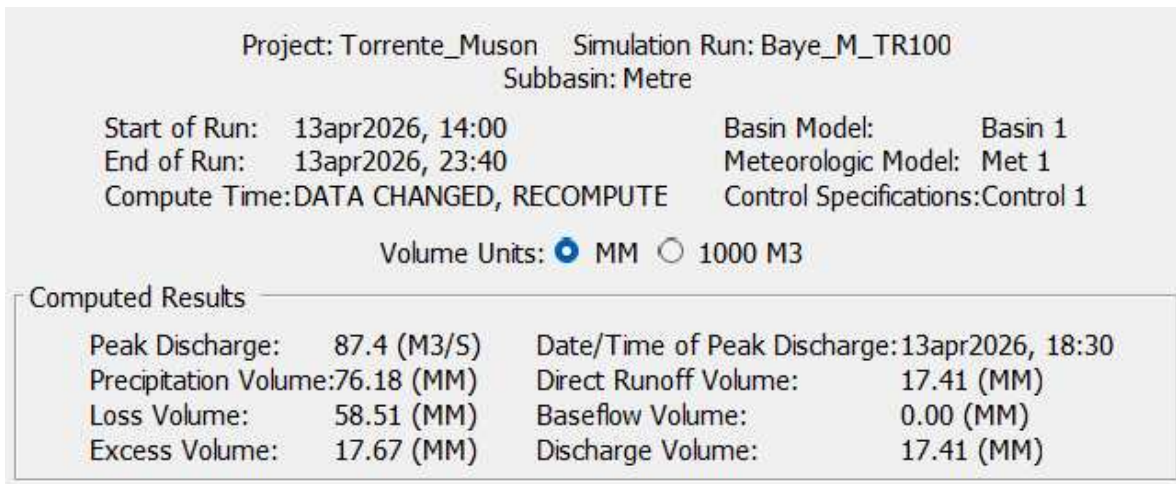 Project: Torrente_Muson Simulation Run: Baye_M_TR100
Subbasin: Metre
Start of Run: 13apr2026, 14:00 Basin Model: Basin 1
End of Run: 13apr2026, 23:40 Meteorologic Model: Met 1
Compute Time:DATA CHANGED, RECOMPUTE Control Specifications:Control 1
Volume Units: MM 1000 M3
Computed Results
Peak Discharge: 87.4 (M3/S) Date/Time of Peak Discharge:13apr2026, 18:30
Precipitation Volume:76.18 (MM) Direct Runoff Volume: 17.41 (MM)
Loss Volume: 58.51 (MM) Baseflow Volume: 0.00 (MM)
Excess Volume: 17.67 (MM) Discharge Volume: 17.41 (MM)